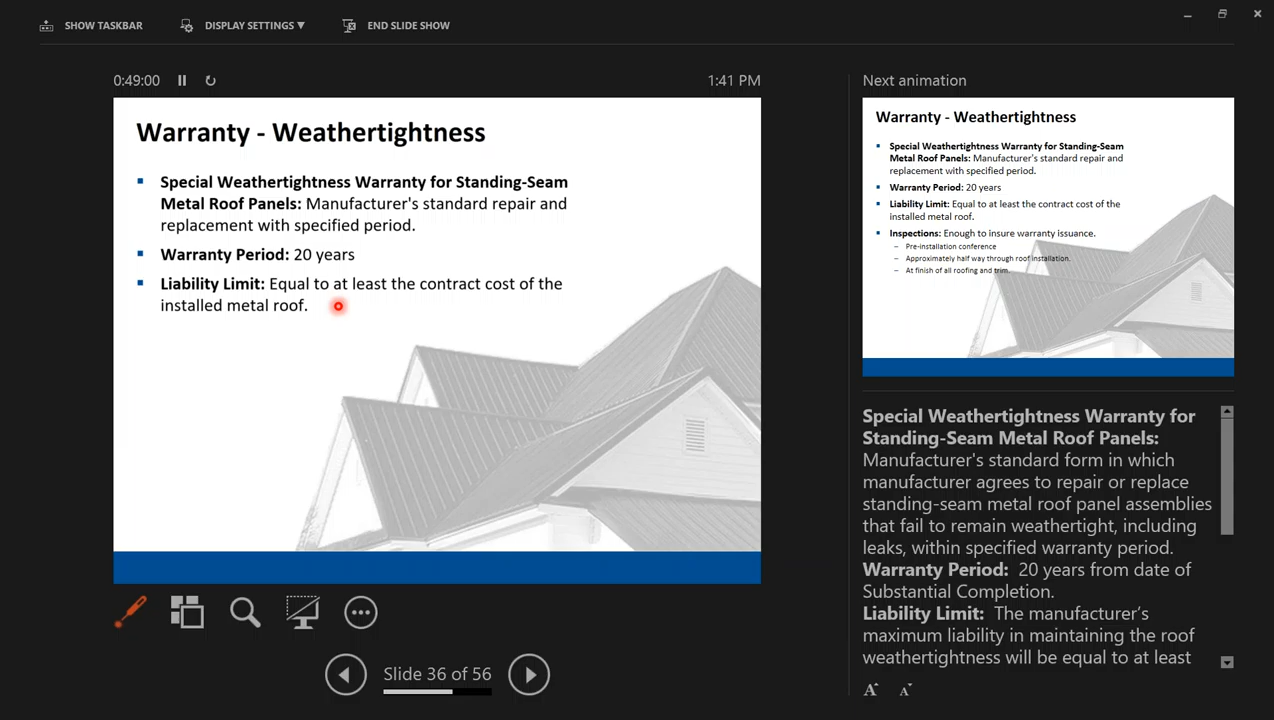 SHOW TASKBAR
DISPLAY SETTINGS ▼
END SLIDE SHOW
0:49:00
1:41 PM
Warranty - Weathertightness
▪ Special Weathertightness Warranty for Standing-Seam
Metal Roof Panels: Manufacturer's standard repair and
replacement with specified period.
▪ Warranty Period: 20 years
▪ Liability Limit: Equal to at least the contract cost of the
installed metal roof.
Slide 36 of 56
Next animation
Warranty - Weathertightness
▪ Special Weathertightness Warranty for Standing-Seam
Metal Roof Panels: Manufacturer's standard repair and
replacement with specified period.
▪ Warranty Period: 20 years
▪ Liability Limit: Equal to at least the contract cost of the
installed metal roof.
▪ Inspections: Enough to insure warranty issuance.
– Pre-installation conference
– Approximately half way through roof installation.
– At finish of all roofing and trim.
Special Weathertightness Warranty for
Standing-Seam Metal Roof Panels:
Manufacturer's standard form in which
manufacturer agrees to repair or replace
standing-seam metal roof panel assemblies
that fail to remain weathertight, including
leaks, within specified warranty period.
Warranty Period: 20 years from date of
Substantial Completion.
Liability Limit: The manufacturer’s
maximum liability in maintaining the roof
weathertightness will be equal to at least
A A